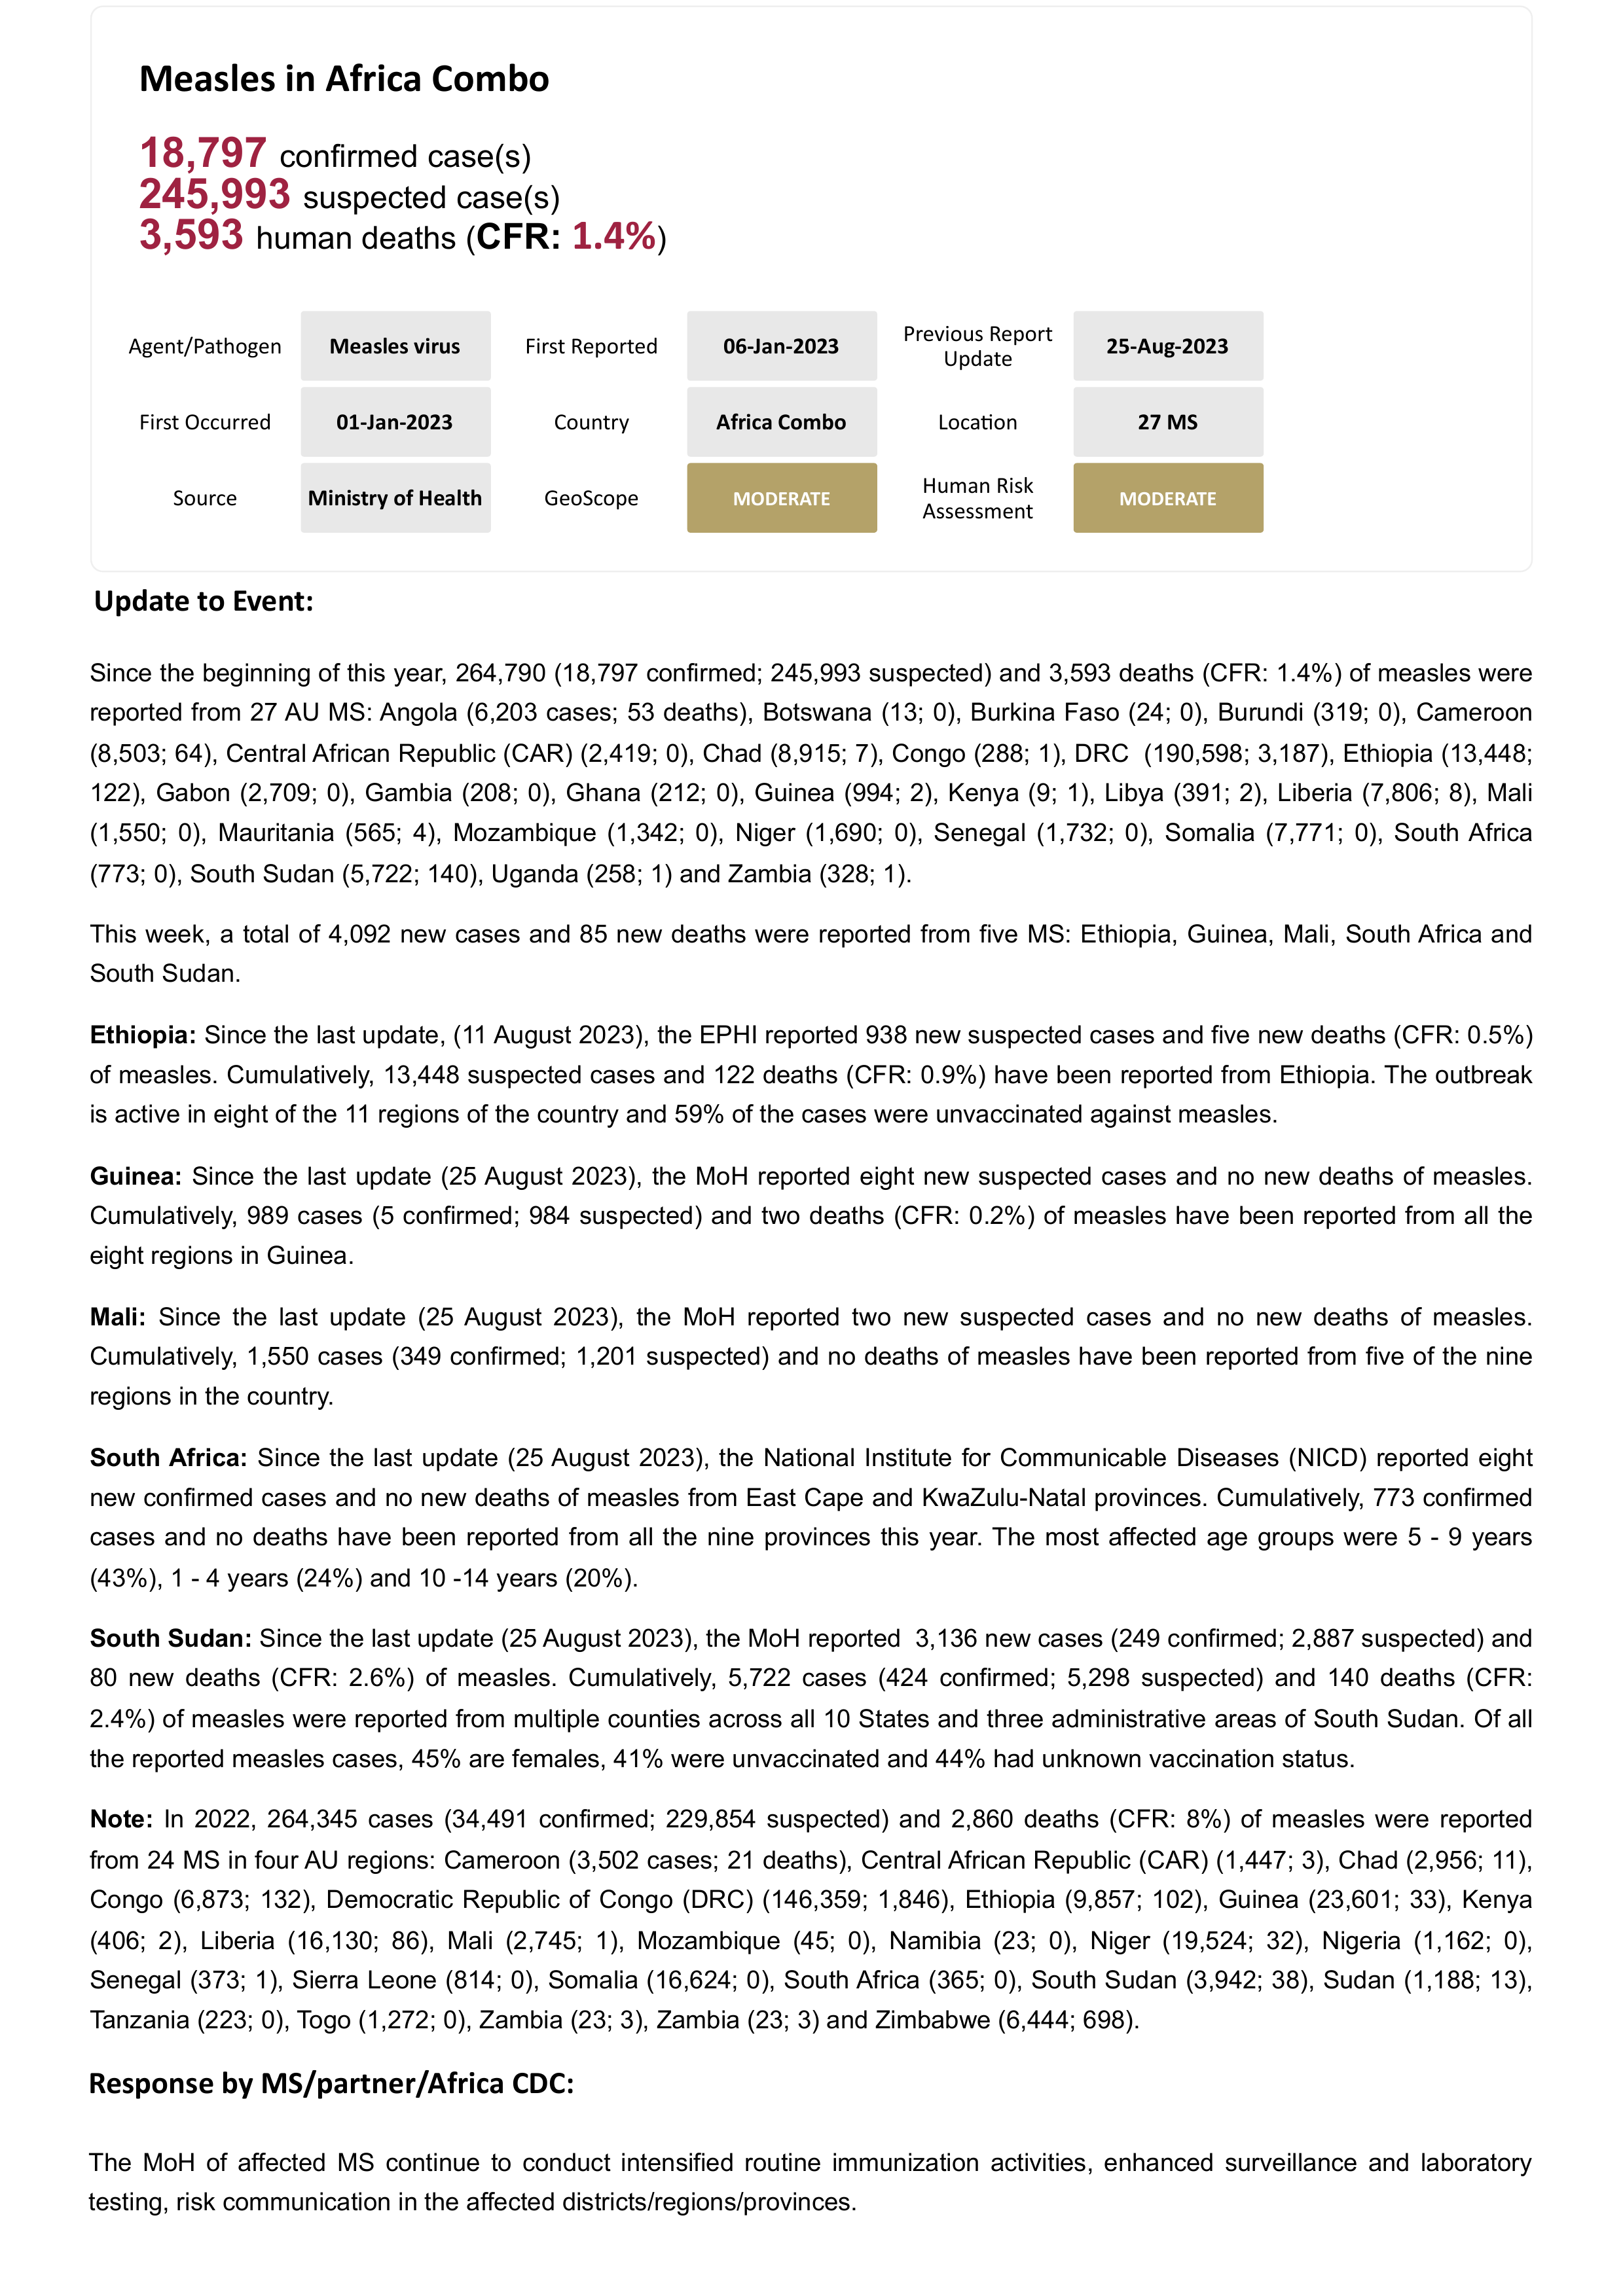 Measles in Africa Combo
18,797 confirmed case(s)
245,993 suspected case(s)
3,593 human deaths (CFR: 1.4%)
Agent/Pathogen Measles virus First Reported 06-Jan-2023 Previous Report Update 25-Aug-2023
First Occurred 01-Jan-2023 Country Africa Combo Location 27 MS
Source Ministry of Health GeoScope MODERATE Human Risk Assessment MODERATE
Update to Event:
Since the beginning of this year, 264,790 (18,797 confirmed; 245,993 suspected) and 3,593 deaths (CFR: 1.4%) of measles were
reported from 27 AU MS: Angola (6,203 cases; 53 deaths), Botswana (13; 0), Burkina Faso (24; 0), Burundi (319; 0), Cameroon
(8,503; 64), Central African Republic (CAR) (2,419; 0), Chad (8,915; 7), Congo (288; 1), DRC (190,598; 3,187), Ethiopia (13,448;
122), Gabon (2,709; 0), Gambia (208; 0), Ghana (212; 0), Guinea (994; 2), Kenya (9; 1), Libya (391; 2), Liberia (7,806; 8), Mali
(1,550; 0), Mauritania (565; 4), Mozambique (1,342; 0), Niger (1,690; 0), Senegal (1,732; 0), Somalia (7,771; 0), South Africa
(773; 0), South Sudan (5,722; 140), Uganda (258; 1) and Zambia (328; 1).
This week, a total of 4,092 new cases and 85 new deaths were reported from five MS: Ethiopia, Guinea, Mali, South Africa and
South Sudan.
Ethiopia: Since the last update, (11 August 2023), the EPHI reported 938 new suspected cases and five new deaths (CFR: 0.5%)
of measles. Cumulatively, 13,448 suspected cases and 122 deaths (CFR: 0.9%) have been reported from Ethiopia. The outbreak
is active in eight of the 11 regions of the country and 59% of the cases were unvaccinated against measles.
Guinea: Since the last update (25 August 2023), the MoH reported eight new suspected cases and no new deaths of measles.
Cumulatively, 989 cases (5 confirmed; 984 suspected) and two deaths (CFR: 0.2%) of measles have been reported from all the
eight regions in Guinea.
Mali: Since the last update (25 August 2023), the MoH reported two new suspected cases and no new deaths of measles.
Cumulatively, 1,550 cases (349 confirmed; 1,201 suspected) and no deaths of measles have been reported from five of the nine
regions in the country.
South Africa: Since the last update (25 August 2023), the National Institute for Communicable Diseases (NICD) reported eight
new confirmed cases and no new deaths of measles from East Cape and KwaZulu-Natal provinces. Cumulatively, 773 confirmed
cases and no deaths have been reported from all the nine provinces this year. The most affected age groups were 5 - 9 years
(43%), 1 - 4 years (24%) and 10 -14 years (20%).
South Sudan: Since the last update (25 August 2023), the MoH reported 3,136 new cases (249 confirmed; 2,887 suspected) and
80 new deaths (CFR: 2.6%) of measles. Cumulatively, 5,722 cases (424 confirmed; 5,298 suspected) and 140 deaths (CFR:
2.4%) of measles were reported from multiple counties across all 10 States and three administrative areas of South Sudan. Of all
the reported measles cases, 45% are females, 41% were unvaccinated and 44% had unknown vaccination status.
Note: In 2022, 264,345 cases (34,491 confirmed; 229,854 suspected) and 2,860 deaths (CFR: 8%) of measles were reported
from 24 MS in four AU regions: Cameroon (3,502 cases; 21 deaths), Central African Republic (CAR) (1,447; 3), Chad (2,956; 11),
Congo (6,873; 132), Democratic Republic of Congo (DRC) (146,359; 1,846), Ethiopia (9,857; 102), Guinea (23,601; 33), Kenya
(406; 2), Liberia (16,130; 86), Mali (2,745; 1), Mozambique (45; 0), Namibia (23; 0), Niger (19,524; 32), Nigeria (1,162; 0),
Senegal (373; 1), Sierra Leone (814; 0), Somalia (16,624; 0), South Africa (365; 0), South Sudan (3,942; 38), Sudan (1,188; 13),
Tanzania (223; 0), Togo (1,272; 0), Zambia (23; 3), Zambia (23; 3) and Zimbabwe (6,444; 698).
Response by MS/partner/Africa CDC:
The MoH of affected MS continue to conduct intensified routine immunization activities, enhanced surveillance and laboratory
testing, risk communication in the affected districts/regions/provinces.